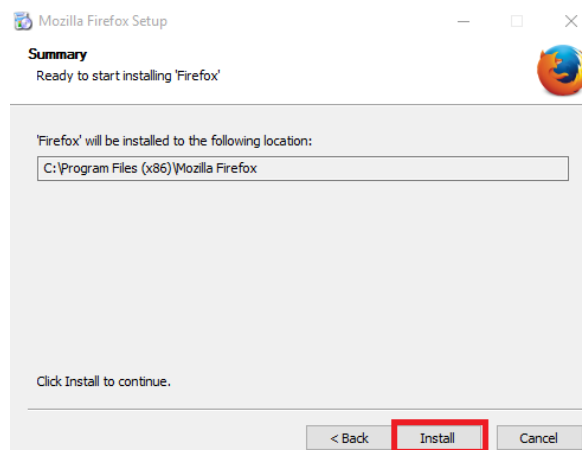 Mozilla Firefox Setup
Summary
Ready to start installing 'Firefox'
'Firefox' will be installed to the following location:
C:\Program Files (x86)\Mozilla Firefox
Click Install to continue.
< Back Install Cancel